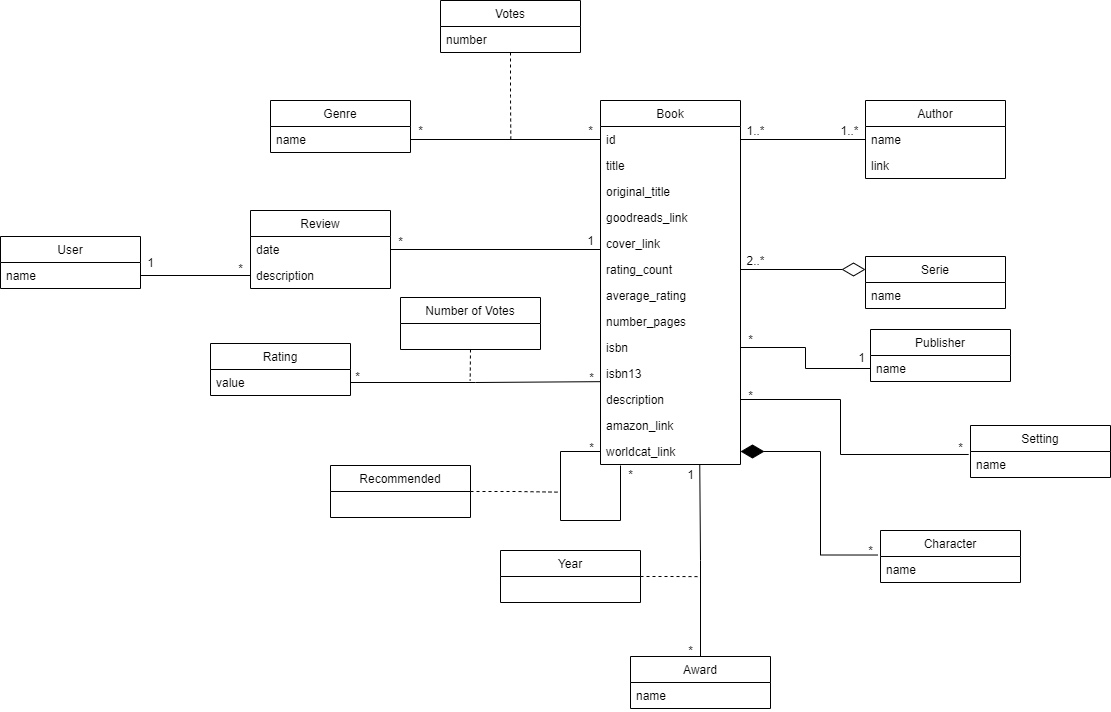 Votes
number
Genre
name
*
*
Book
id
title
original_title
goodreads_link
cover_link
rating_count
average_rating
number_pages
isbn
isbn13
description
amazon_link
worldcat_link
1..*
1..*
Author
name
link
User
name
1
*
Review
date
description
*
1
2..*
Serie
name
Number of Votes
Rating
value
*
*
*
1
Publisher
name
*
*
Setting
name
Recommended
*
*
1
*
Character
name
Year
*
Award
name